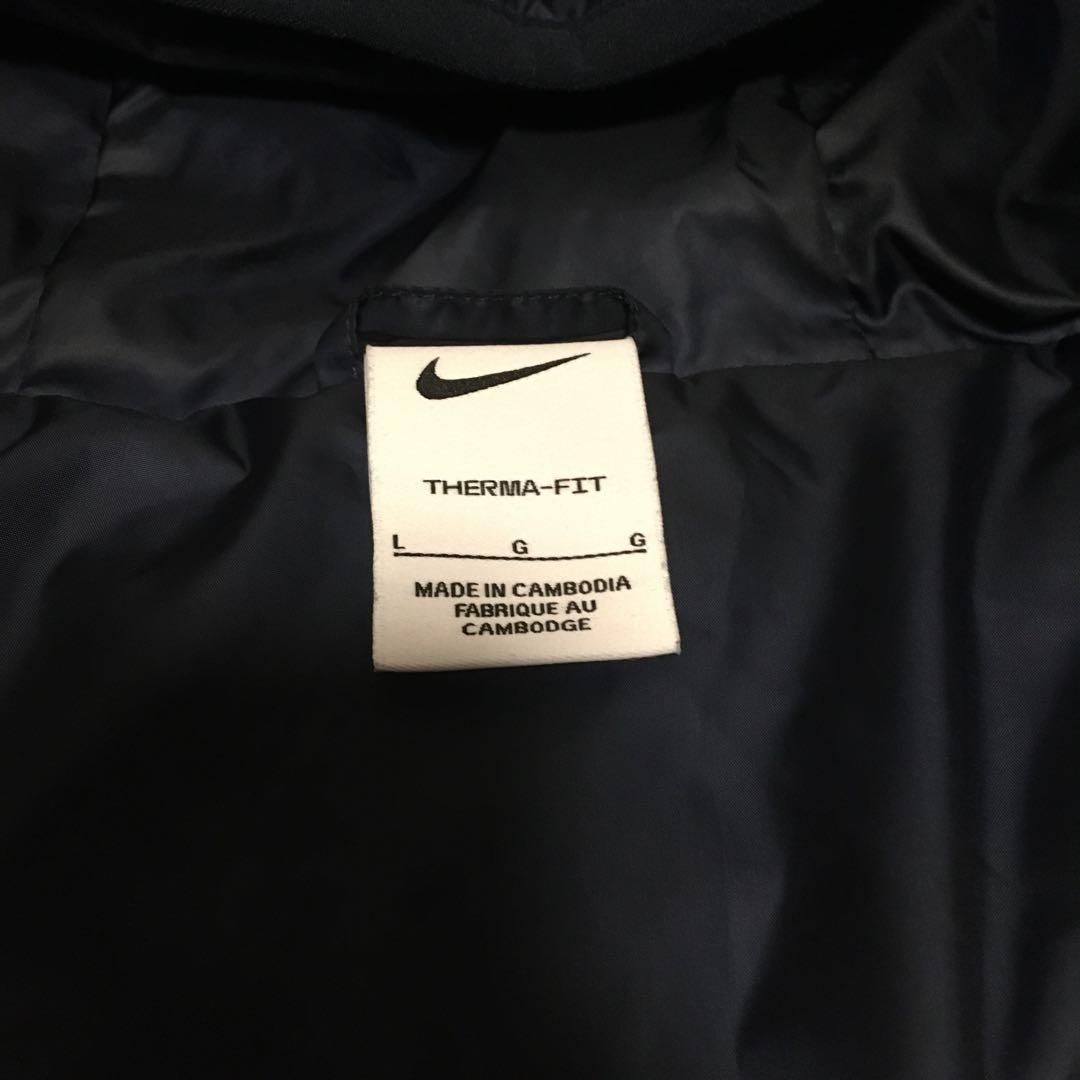 THERMA-FIT
L G G
MADE IN CAMBODIA
FABRIQUE AU
CAMBODGE